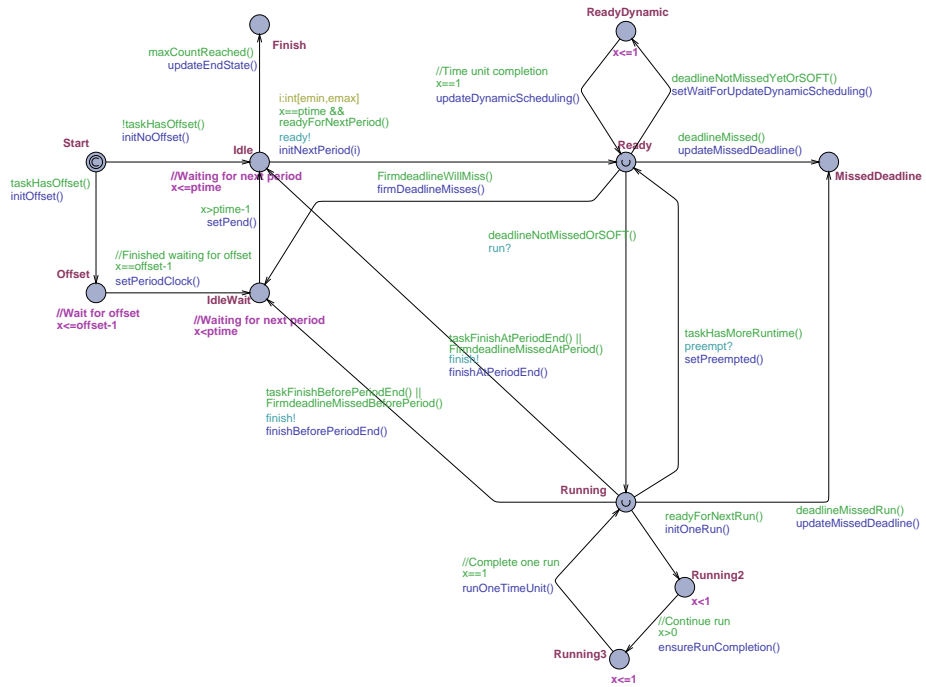 ReadyDynamic
x<=1
Finish
maxCountReached()
updateEndState()
//Time unit completion
x==1
updateDynamicScheduling()
deadlineNotMissedYetOrSOFT()
setWaitForUpdateDynamicScheduling()
i:int[emin,emax]
x==ptime &&
readyForNextPeriod()
ready!
initNextPeriod(i)
!taskHasOffset()
initNoOffset()
Start
Idle
Ready
deadlineMissed()
updateMissedDeadline()
MissedDeadline
//Waiting for next period
x<=ptime
taskHasOffset()
initOffset()
FirmdeadlineWillMiss()
firmDeadlineMisses()
x>ptime-1
setPend()
deadlineNotMissedOrSOFT()
run?
//Finished waiting for offset
x==offset-1
setPeriodClock()
Offset
IdleWait
//Wait for offset
x<=offset-1
//Waiting for next period
x<ptime
taskFinishAtPeriodEnd() ||
FirmdeadlineMissedAtPeriod()
finish!
finishAtPeriodEnd()
taskHasMoreRuntime()
preempt?
setPreempted()
taskFinishBeforePeriodEnd() ||
FirmdeadlineMissedBeforePeriod()
finish!
finishBeforePeriodEnd()
Running
readyForNextRun()
initOneRun()
deadlineMissedRun()
updateMissedDeadline()
//Complete one run
x==1
runOneTimeUnit()
Running2
x<1
//Continue run
x>0
ensureRunCompletion()
Running3
x<=1